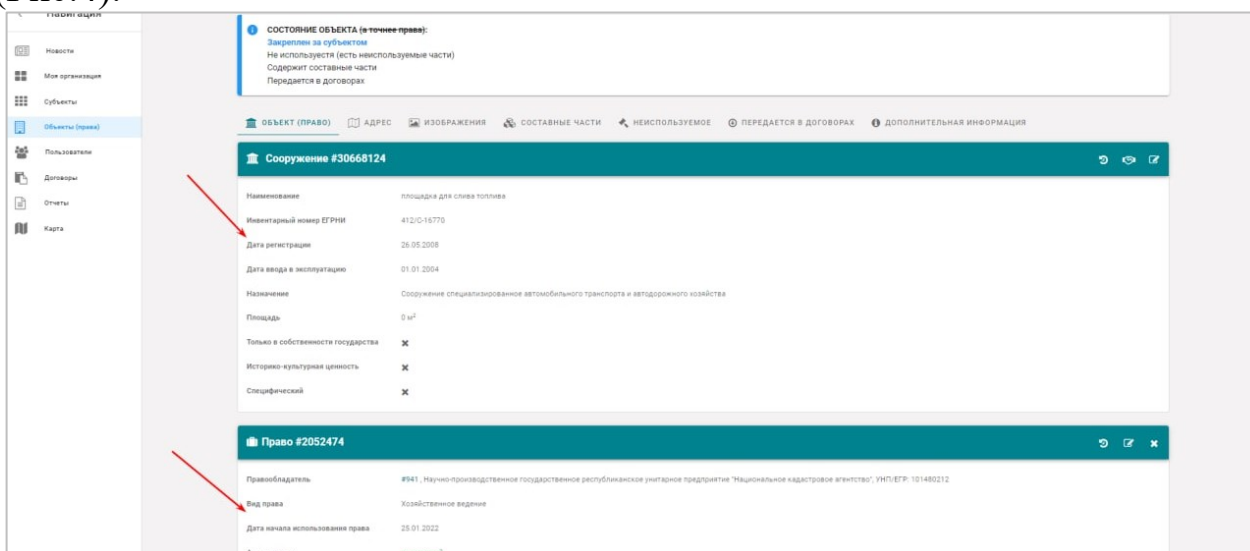 (Рис.4).
Навигация
Новости
Моя организация
Субъекты
Объекты (права)
Пользователи
Договоры
Отчеты
Карта
СОСТОЯНИЕ ОБЪЕКТА (а точнее права):
Закреплен за субъектом
Не используестя (есть неиспользуемые части)
Содержит составные части
Передается в договорах
ОБЪЕКТ (ПРАВО) АДРЕС ИЗОБРАЖЕНИЯ СОСТАВНЫЕ ЧАСТИ НЕИСПОЛЬЗУЕМОЕ ПЕРЕДАЕТСЯ В ДОГОВОРАХ ДОПОЛНИТЕЛЬНАЯ ИНФОРМАЦИЯ
Сооружение #30668124
Наименование площадка для слива топлива
Инвентарный номер ЕГРНИ 412/C-16770
Дата регистрации 26.05.2008
Дата ввода в эксплуатацию 01.01.2004
Назначение Сооружение специализированное автомобильного транспорта и автодорожного хозяйства
Площадь 0 м²
Только в собственности государства
Историко-культурная ценность
Специфический
Право #2052474
Правообладатель #941 , Научно-производственное государственное республиканское унитарное предприятие "Национальное кадастровое агентство", УНП/ЕГР: 101480212
Вид права Хозяйственное ведение
Дата начала использования права 25.01.2022